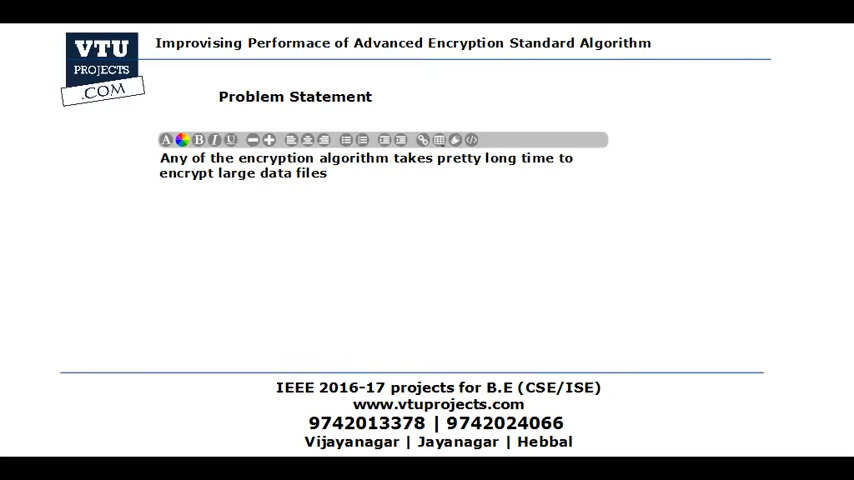 VTU
PROJECTS
.COM
Improvising Performace of Advanced Encryption Standard Algorithm
Problem Statement
A B I U
Any of the encryption algorithm takes pretty long time to
encrypt large data files
IEEE 2016-17 projects for B.E (CSE/ISE)
www.vtuprojects.com
9742013378 | 9742024066
Vijayanagar | Jayanagar | Hebbal